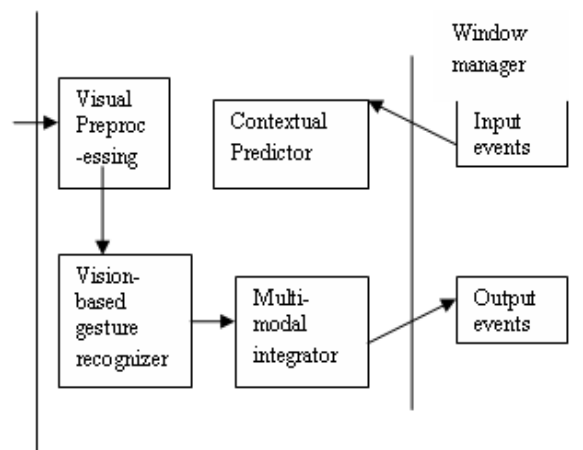 Window
manager
Visual
Preproc
-essing
Contextual
Predictor
Input
events
Vision-
based
gesture
recognizer
Multi-
modal
integrator
Output
events